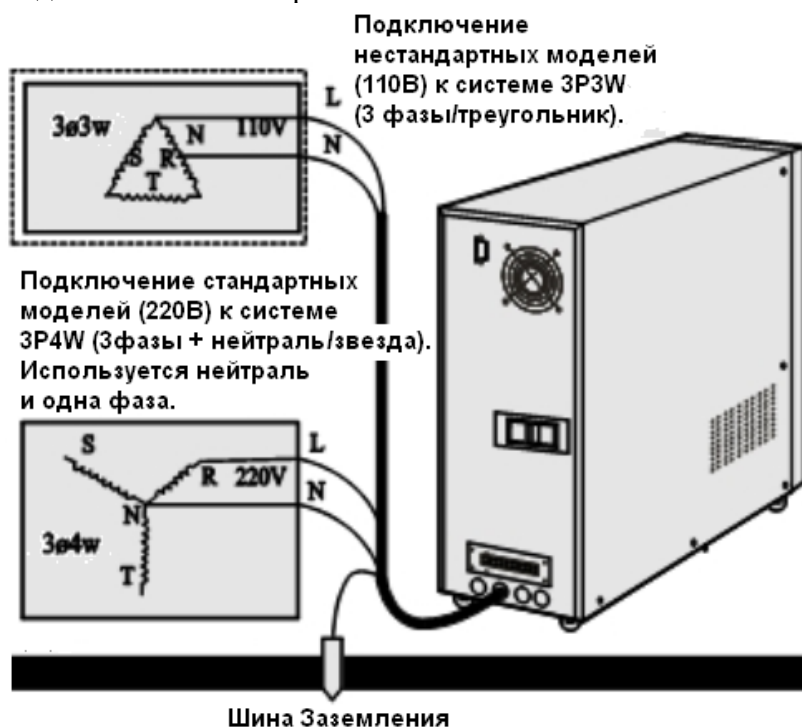 Подключение
нестандартных моделей
(110В) к системе 3P3W
(3 фазы/треугольник).
3ø3w
N
110V
L
N
S
R
T
Подключение стандартных
моделей (220В) к системе
3P4W (3фазы + нейтраль/звезда).
Используется нейтраль
и одна фаза.
S
R
220V
L
N
N
3ø4w
T
Шина Заземления